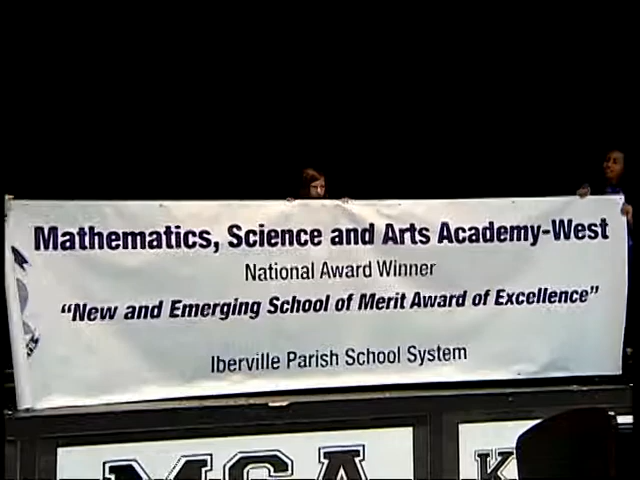 Mathematics, Science and Arts Academy-West
National Award Winner
"New and Emerging School of Merit Award of Excellence"
Iberville Parish School System
MSA